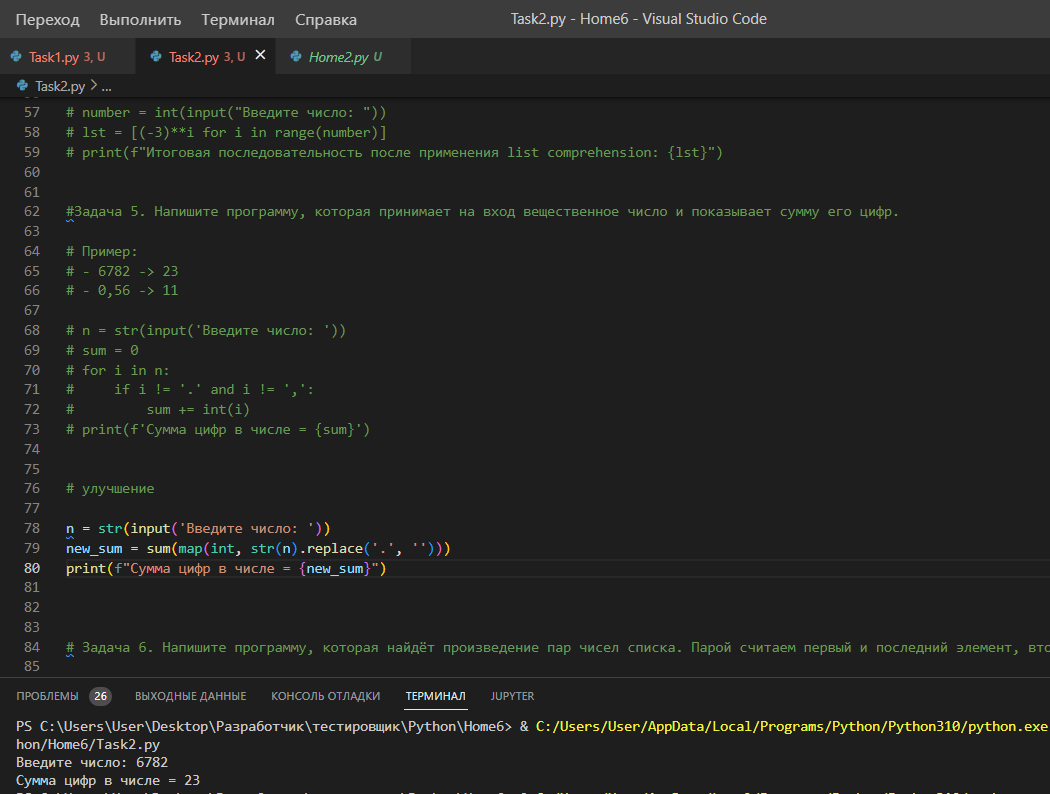 Переход Выполнить Терминал Справка Task2.py - Home6 - Visual Studio Code
Task1.py 3, U Task2.py 3, U Home2.py U
Task2.py > ...
57 # number = int(input("Введите число: "))
58 # lst = [(-3)**i for i in range(number)]
59 # print(f"Итоговая последовательность после применения list comprehension: {lst}")
60
61
62 #Задача 5. Напишите программу, которая принимает на вход вещественное число и показывает сумму его цифр.
63
64 # Пример:
65 # - 6782 -> 23
66 # - 0,56 -> 11
67
68 # n = str(input('Введите число: '))
69 # sum = 0
70 # for i in n:
71 #     if i != '.' and i != ',':
72 #         sum += int(i)
73 # print(f'Сумма цифр в числе = {sum}')
74
75
76 # улучшение
77
78 n = str(input('Введите число: '))
79 new_sum = sum(map(int, str(n).replace('.', '')))
80 print(f"Сумма цифр в числе = {new_sum}")
81
82
83
84 # Задача 6. Напишите программу, которая найдёт произведение пар чисел списка. Парой считаем первый и последний элемент, вто
85
ПРОБЛЕМЫ 26 ВЫХОДНЫЕ ДАННЫЕ КОНСОЛЬ ОТЛАДКИ ТЕРМИНАЛ JUPYTER
PS C:\Users\User\Desktop\Разработчик\тестировщик\Python\Home6> & C:/Users/User/AppData/Local/Programs/Python/Python310/python.exe
hon/Home6/Task2.py
Введите число: 6782
Сумма цифр в числе = 23